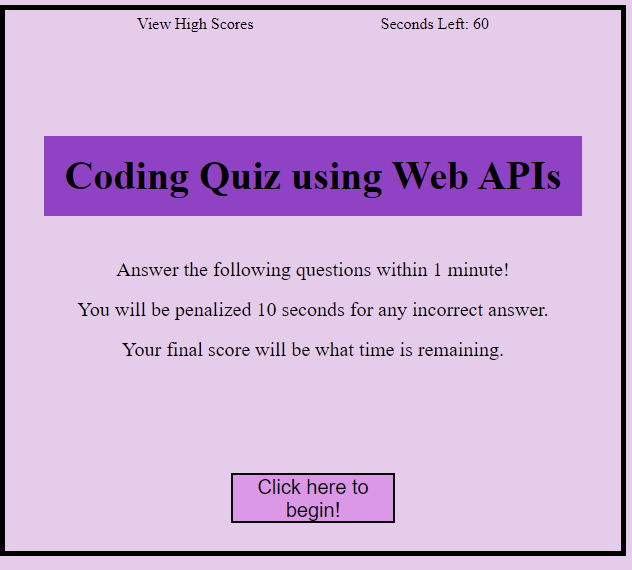 View High Scores Seconds Left: 60
Coding Quiz using Web APIs
Answer the following questions within 1 minute!
You will be penalized 10 seconds for any incorrect answer.
Your final score will be what time is remaining.
Click here to
begin!